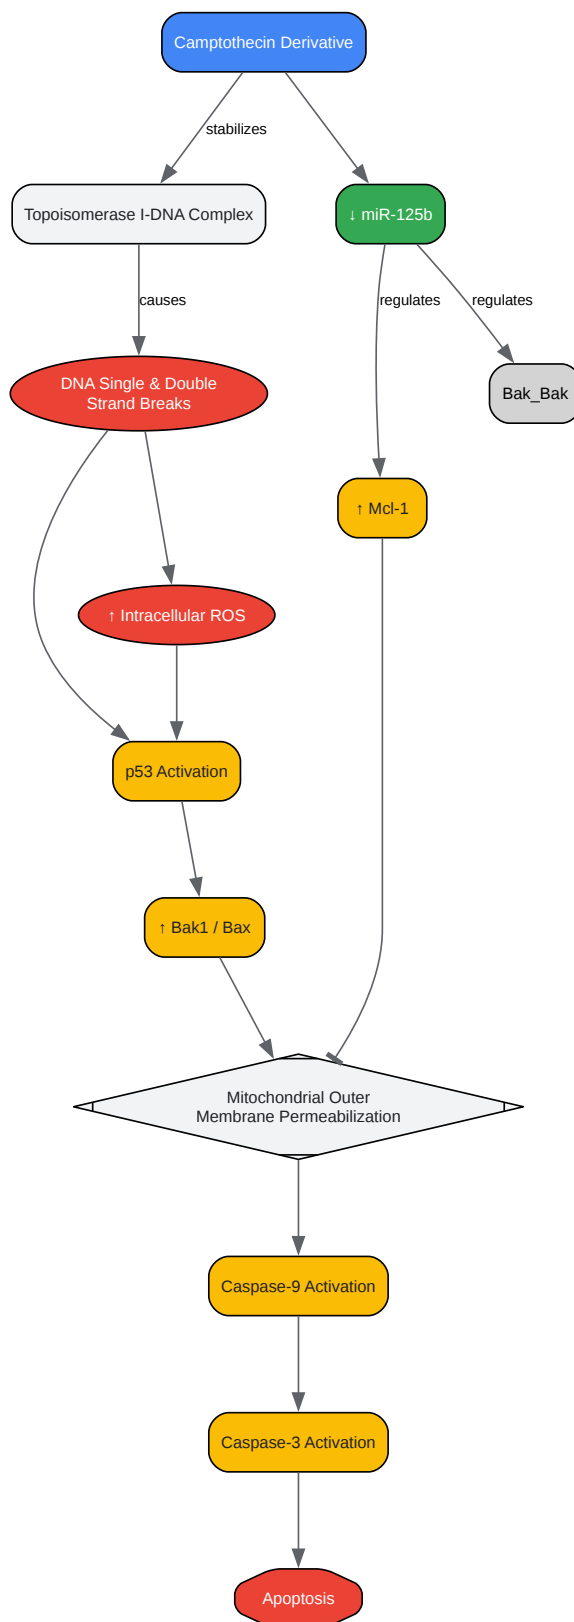 Camptothecin Derivative
stabilizes
Topoisomerase I-DNA Complex
↓ miR-125b
causes
regulates
regulates
DNA Single & Double
Strand Breaks
Bak_Bak
↑ Mcl-1
↑ Intracellular ROS
p53 Activation
↑ Bak1 / Bax
Mitochondrial Outer
Membrane Permeabilization
Caspase-9 Activation
Caspase-3 Activation
Apoptosis